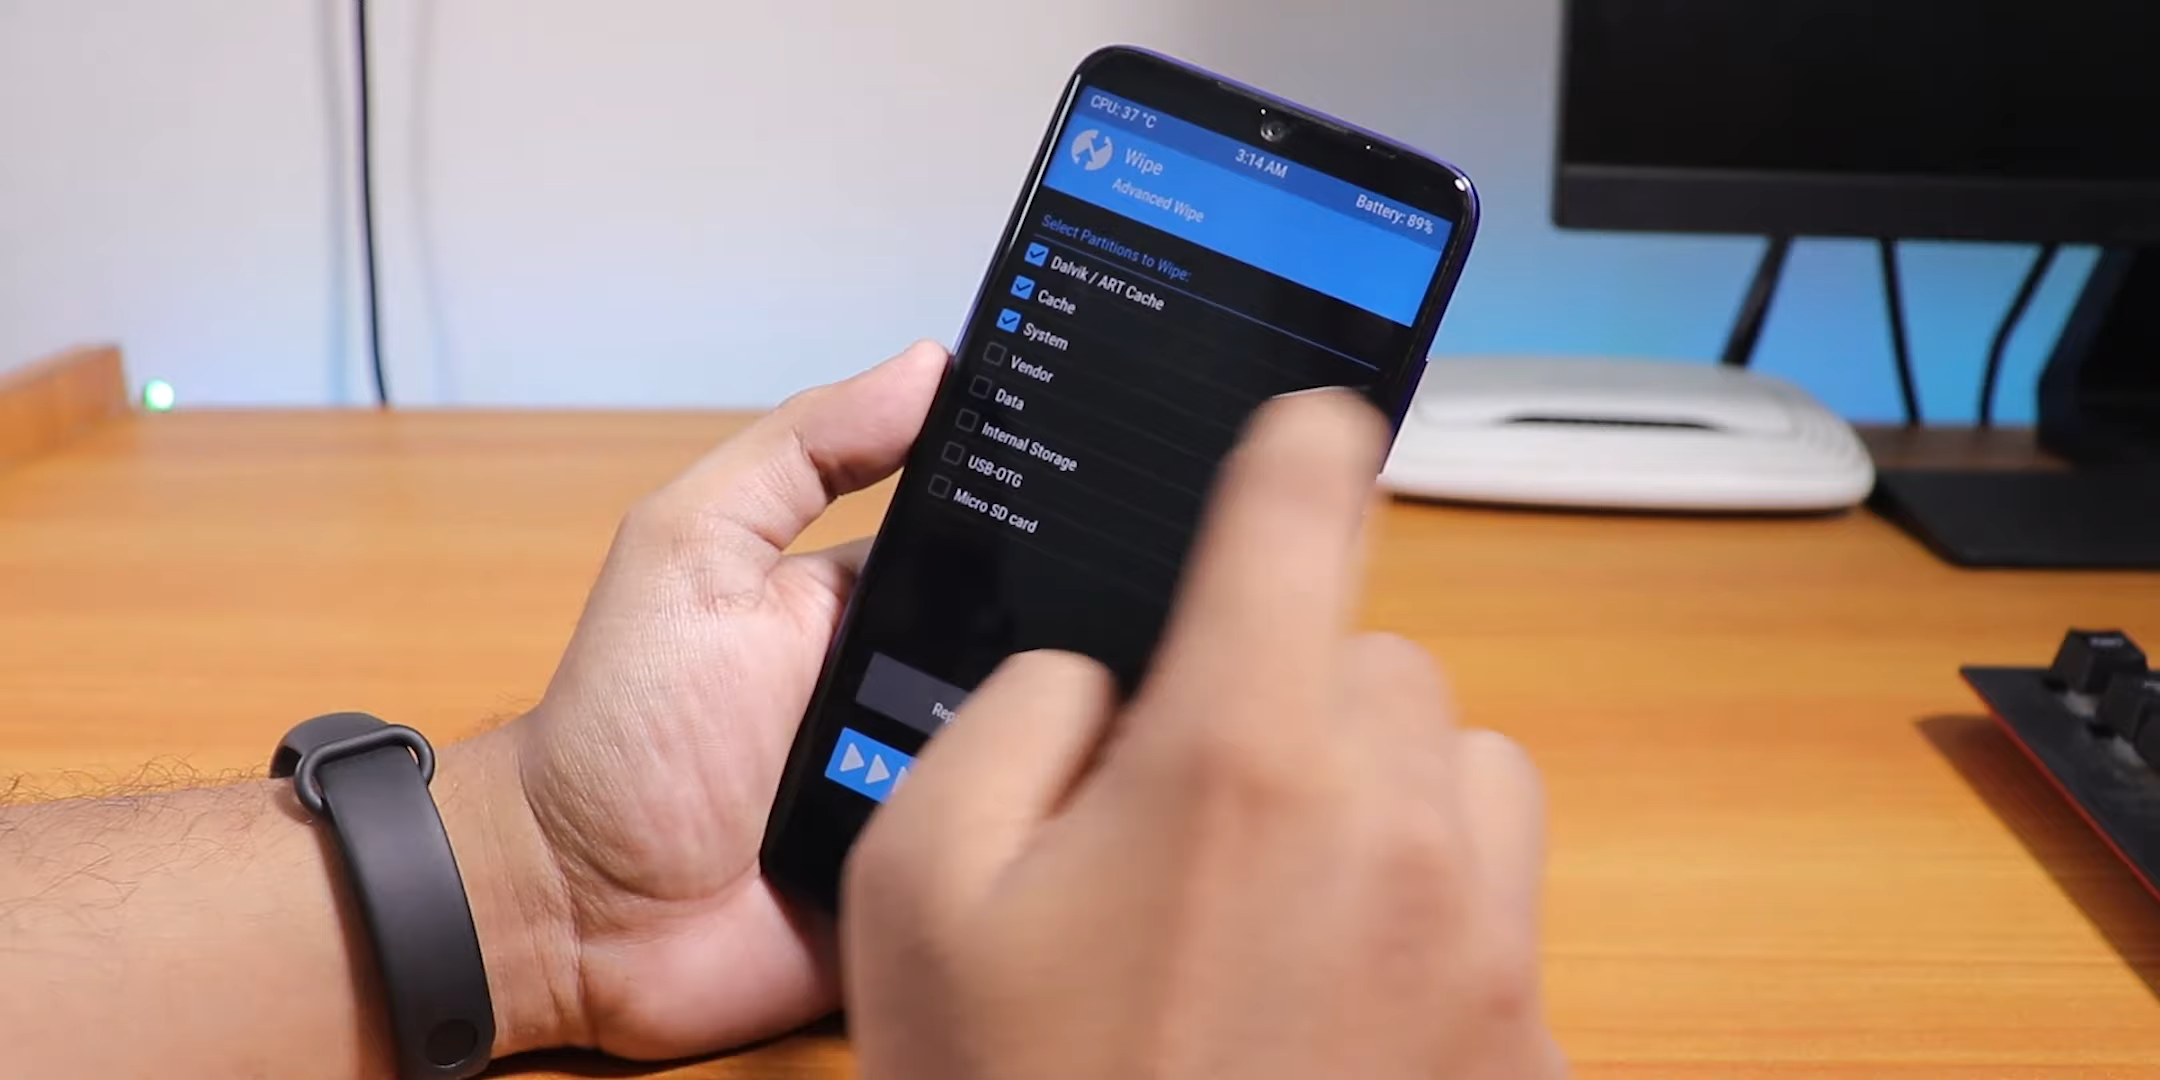 CPU: 37 °C
3:14 AM
Battery: 89%
Wipe
Advanced Wipe
Select Partitions to Wipe:
Dalvik / ART Cache
Cache
System
Vendor
Data
Internal Storage
USB-OTG
Micro SD card